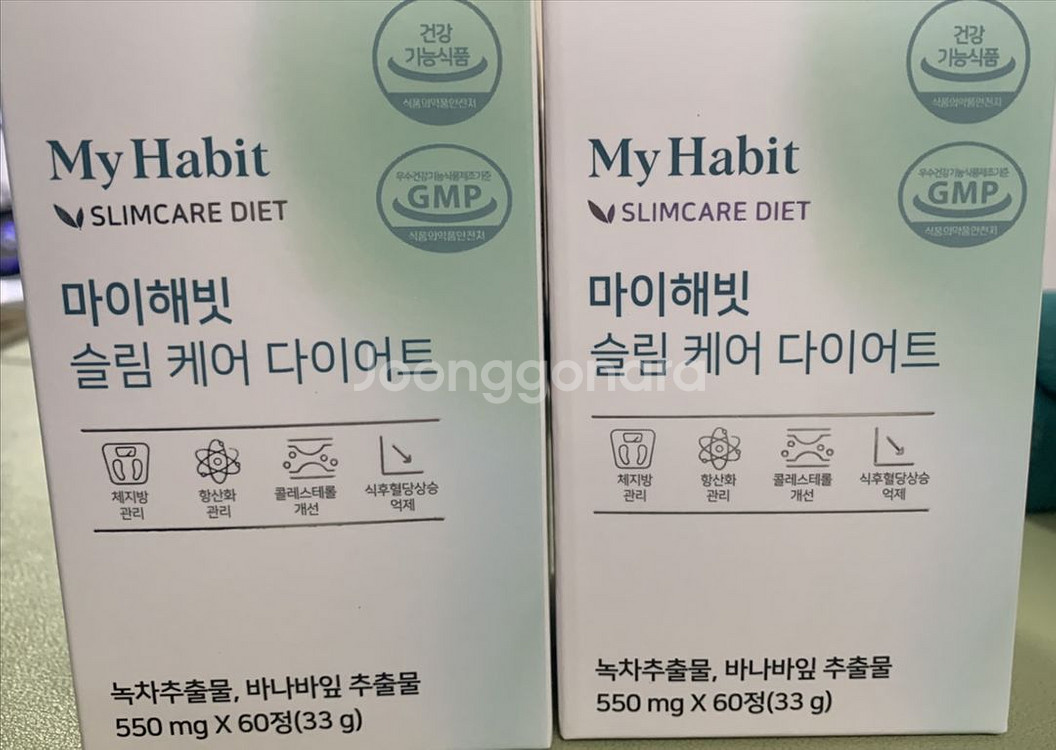 건강
기능식품
식품의약품안전처
My Habit
우수건강기능식품제조기준
GMP
식품의약품안전처
SLIMCARE DIET
마이해빗
슬림 케어 다이어트
체지방
관리
항산화
관리
콜레스테롤
개선
식후혈당상승
억제
녹차추출물, 바나바잎 추출물
550 mg X 60정(33 g)
건강
기능식품
식품의약품안전처
My Habit
우수건강기능식품제조기준
GMP
식품의약품안전처
SLIMCARE DIET
마이해빗
슬림 케어 다이어트
체지방
관리
항산화
관리
콜레스테롤
개선
식후혈당상승
억제
녹차추출물, 바나바잎 추출물
550 mg X 60정(33 g)
Joonggonara